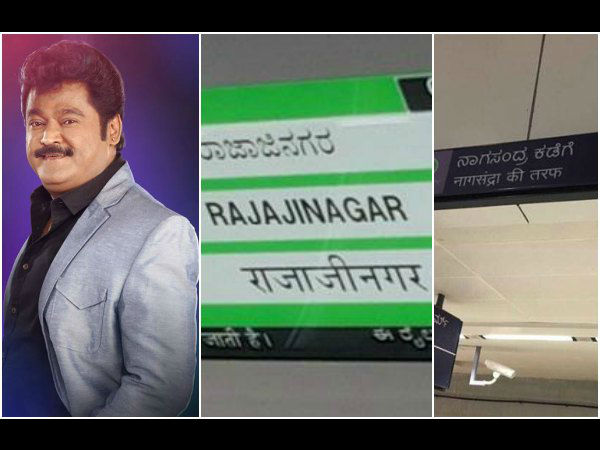 ರಾಜಾಜಿನಗರ
RAJAJINAGAR
राजाजीनगर
जाती है।
ನಾಗಸಂದ್ರ ಕಡೆಗೆ
नागसंद्रा की तरफ